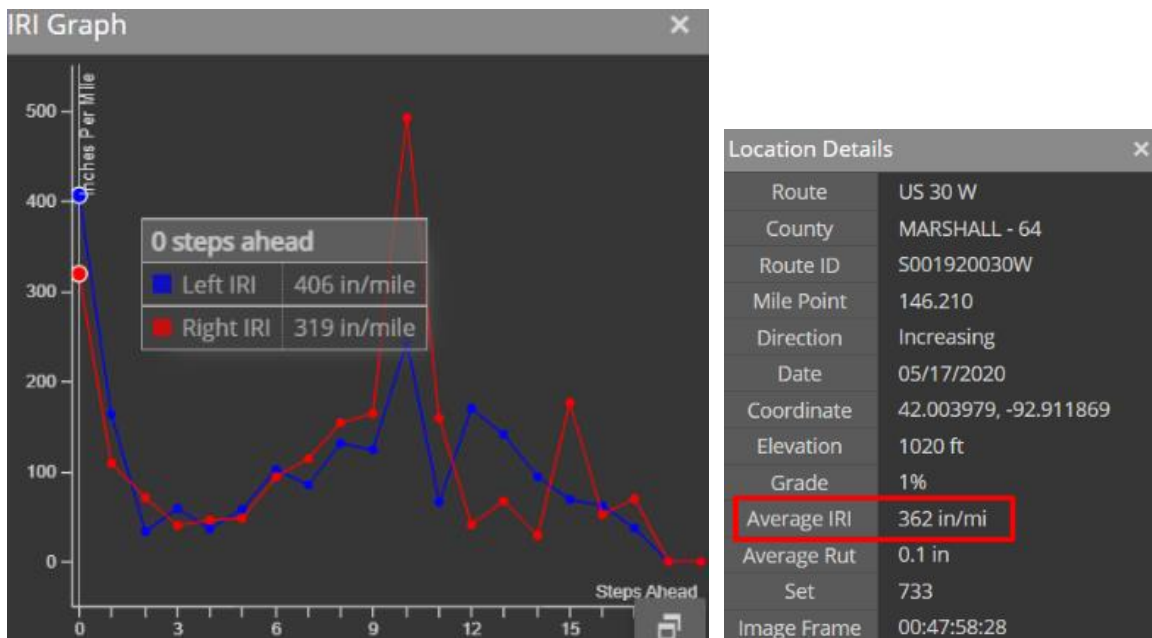 IRI Graph ×
Inches Per Mile
500
400
300
200
100
0
0 steps ahead
Left IRI 406 in/mile
Right IRI 319 in/mile
Steps Ahead
0 3 6 9 12 15
Location Details ×
Route US 30 W
County MARSHALL - 64
Route ID S001920030W
Mile Point 146.210
Direction Increasing
Date 05/17/2020
Coordinate 42.003979, -92.911869
Elevation 1020 ft
Grade 1%
Average IRI 362 in/mi
Average Rut 0.1 in
Set 733
Image Frame 00:47:58:28